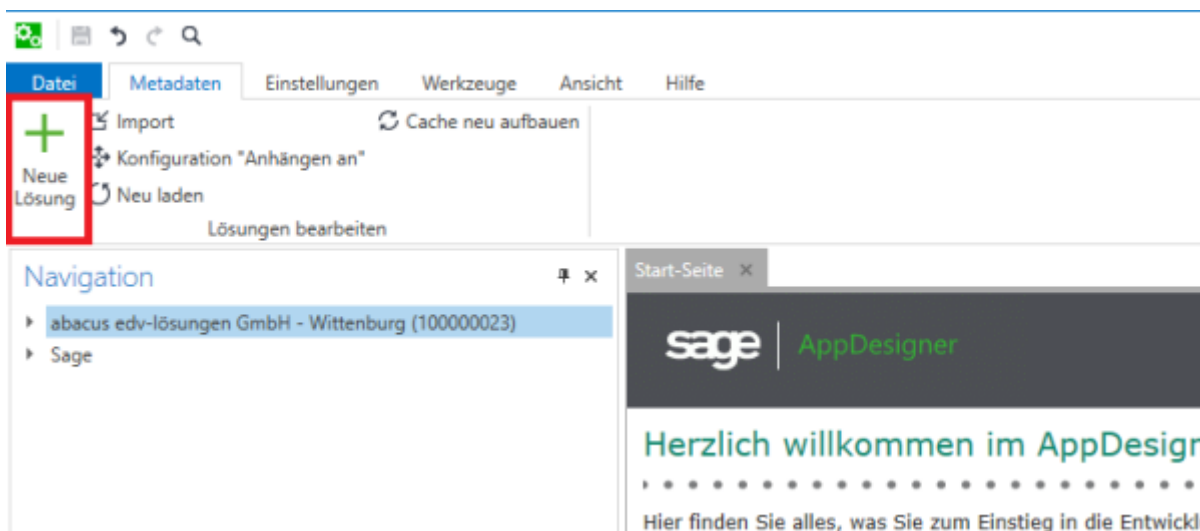 Datei Metadaten Einstellungen Werkzeuge Ansicht Hilfe
Neue
Lösung
Import
Konfiguration "Anhängen an"
Neu laden
Cache neu aufbauen
Lösungen bearbeiten
Navigation
abacus edv-lösungen GmbH - Wittenburg (100000023)
Sage
Start-Seite
sage AppDesigner
Herzlich willkommen im AppDesign
Hier finden Sie alles, was Sie zum Einstieg in die Entwickl